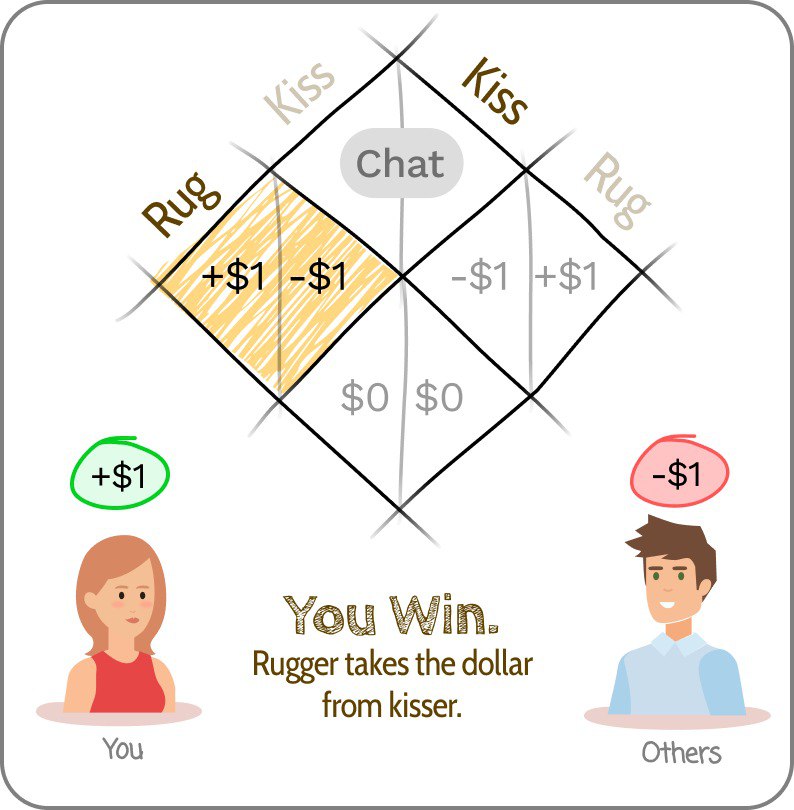 Kiss
Kiss
Chat
Rug
Rug
+$1 -$1
-$1 +$1
$0 $0
+$1
-$1
You Win.
Rugger takes the dollar
from kisser.
You
Others